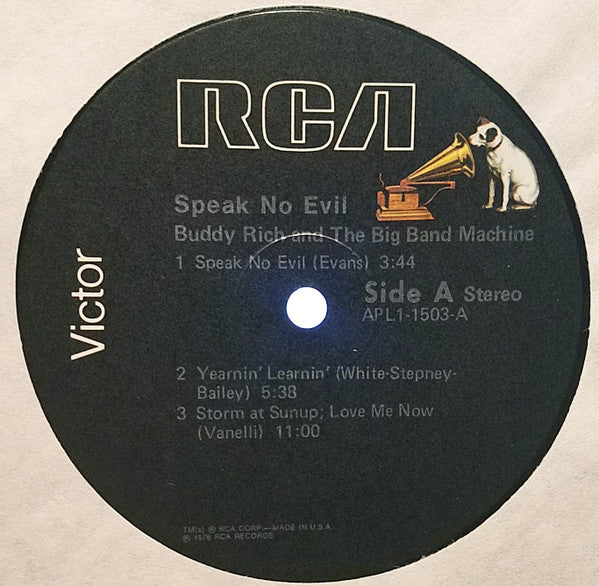 RCA
Victor
Speak No Evil
Buddy Rich and The Big Band Machine
1 Speak No Evil (Evans) 3:44
Side A Stereo
APL1-1503-A
2 Yearnin' Learnin' (White-Stepney-
Bailey) 5:38
3 Storm at Sunup; Love Me Now
(Vanelli) 11:00
TM(s) ® RCA CORP.—MADE IN U.S.A.
℗ 1976 RCA RECORDS